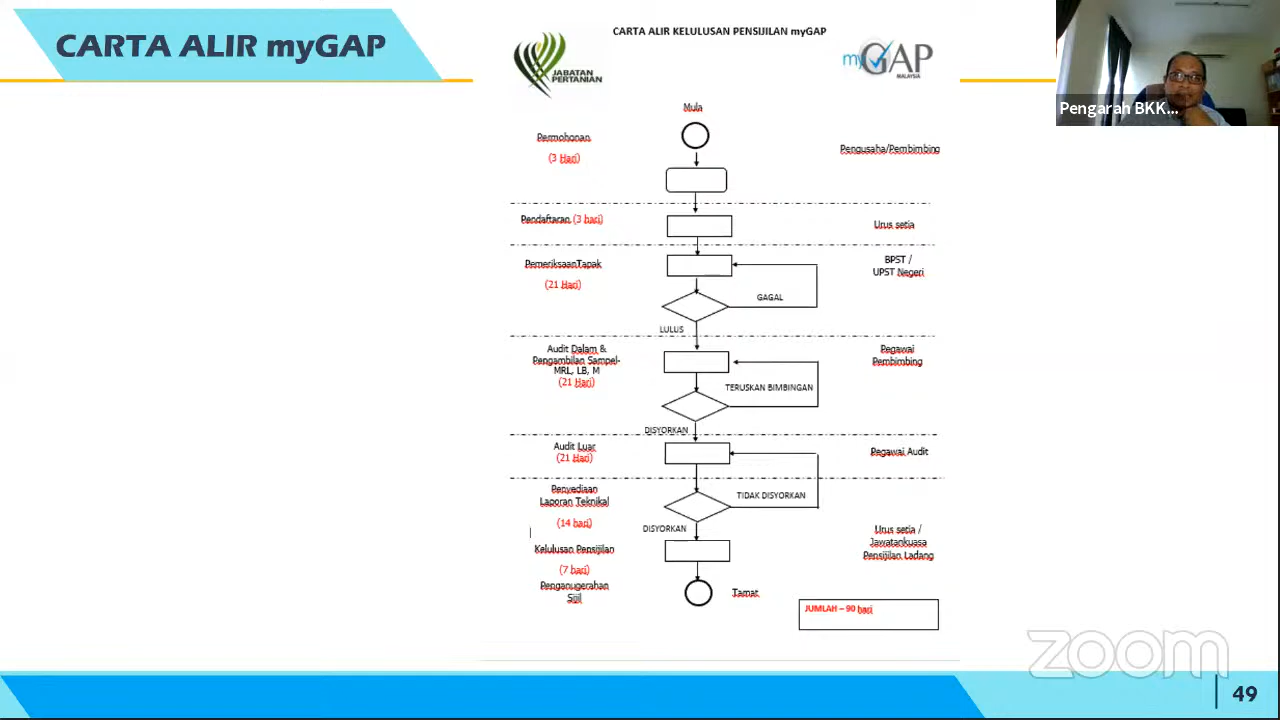 CARTA ALIR myGAP
CARTA ALIR KELULUSAN PENSIJILAN myGAP
JABATAN
PERTANIAN
myGAP
MALAYSIA
Pengarah BKK...
Mula
Permohonan
(3 Hari)
Pengusaha/Pembimbing
Pendaftaran (3 hari)
Urus setia
PemeriksaanTapak
(21 Hari)
BPST /
UPST Negeri
GAGAL
LULUS
Audit Dalam &
Pengambilan Sampel-
MRL, LB, M
(21 Hari)
Pegawai
Pembimbing
TERUSKAN BIMBINGAN
DISYORKAN
Audit Luar
(21 Hari)
Pegawai Audit
Penyediaan
Laporan Teknikal
(14 hari)
TIDAK DISYORKAN
DISYORKAN
Urus setia /
Jawatankuasa
Pensijilan Ladang
Kelulusan Pensijilan
(7 hari)
Penganugerahan
Sijil
Tamat
JUMLAH – 90 hari
zoom
49